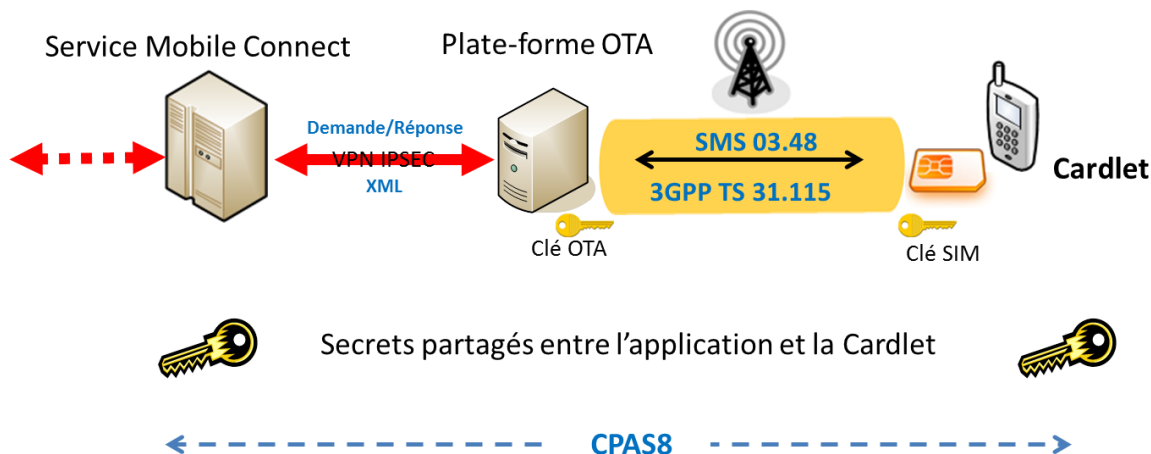 Service Mobile Connect
Plate-forme OTA
Demande/Réponse
VPN IPSEC
XML
SMS 03.48
3GPP TS 31.115
Cardlet
Clé OTA
Clé SIM
Secrets partagés entre l'application et la Cardlet
CPAS8